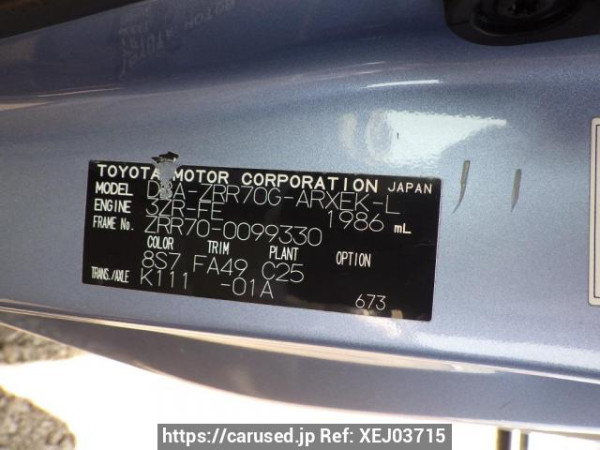 TOYOTA MOTOR CORPORATION JAPAN
MODEL DBA-ZRR70G-ARXEK-L
ENGINE 3ZR-FE 1986 mL
FRAME No. ZRR70-0099330
COLOR TRIM PLANT OPTION
8S7 FA49 C25
TRANS./AXLE K111 -01A
673
https://carused.jp Ref: XEJ03715